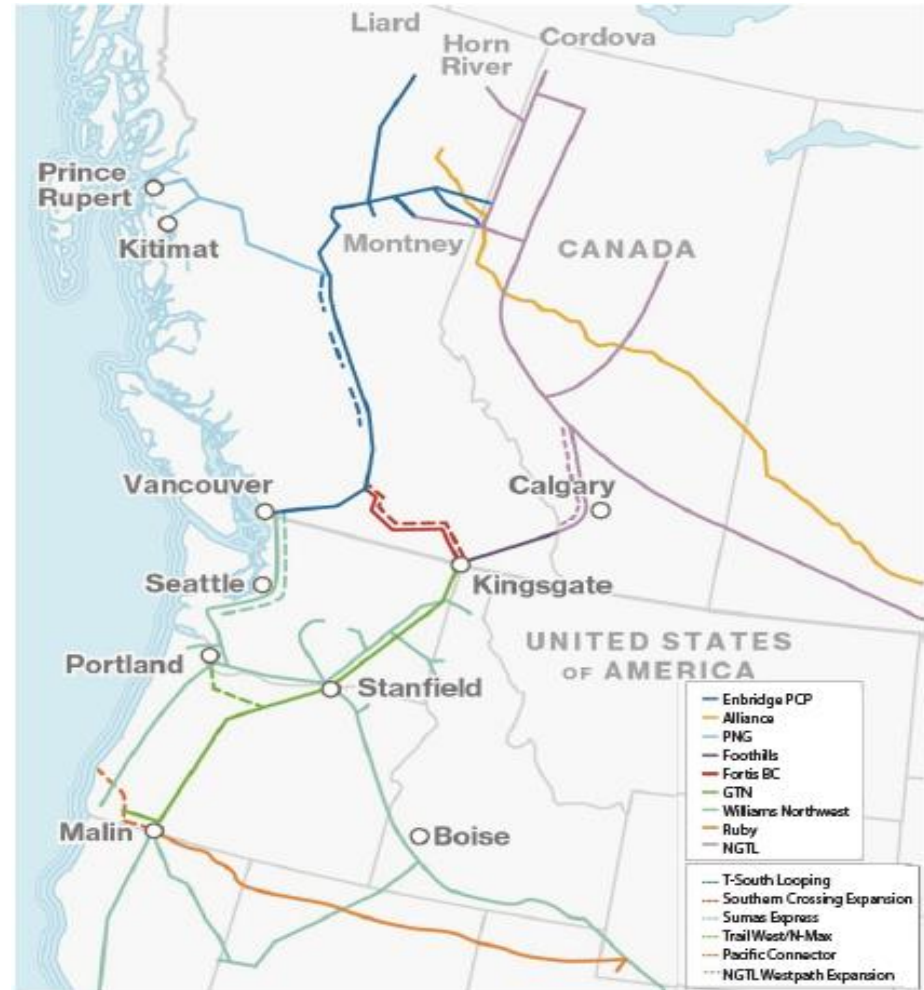 Liard
Horn
River
Cordova
Prince
Rupert
Kitimat
Montney
CANADA
Vancouver
Calgary
Seattle
Kingsgate
Portland
Stanfield
UNITED STATES
OF AMERICA
Malin
Boise
Enbridge PCP
Alliance
PNG
Foothills
Fortis BC
GTN
Williams Northwest
Ruby
NGTL
T-South Looping
Southern Crossing Expansion
Sumas Express
Trail West/N-Max
Pacific Connector
NGTL Westpath Expansion